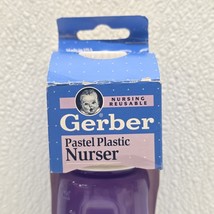 NURSING
REUSABLE
Gerber
Pastel Plastic
Nurser